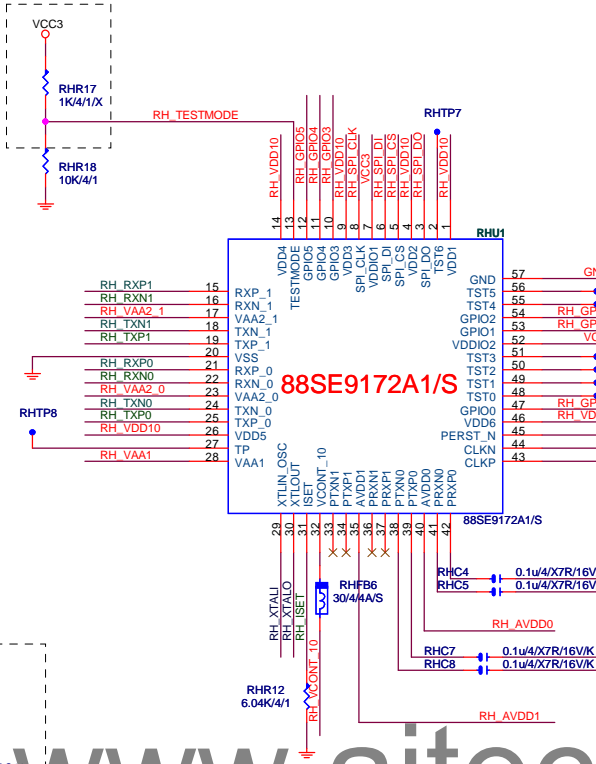 VCC3
RHR17
1K/4/1/X
RH_TESTMODE
RHR18
10K/4/1
RHTP7
RH_VDD10
RH_GPIO5
RH_GPIO4
RH_GPIO3
RH_VDD10
RH_SPI_CLK
VCC3
RH_SPI_DI
RH_SPI_CS
RH_VDD10
RH_SPI_DO
RH_VDD10
14 13 12 11 10 9 8 7 6 5 4 3 2 1
RHU1
VDD4
TESTMODE
GPIO5
GPIO4
GPIO3
VDD3
SPI_CLK
VDDIO1
SPI_DI
SPI_CS
VDD2
SPI_DO
TST6
VDD1
RH_RXP1 15 RXP_1
RH_RXN1 16 RXN_1
RH_VAA2_1 17 VAA2_1
RH_TXN1 18 TXN_1
RH_TXP1 19 TXP_1
20 VSS
RH_RXP0 21 RXP_0
RH_RXN0 22 RXN_0
RH_VAA2_0 23 VAA2_0
RH_TXN0 24 TXN_0
RH_TXP0 25 TXP_0
RH_VDD10 26 VDD5
RHTP8
27 TP
RH_VAA1 28 VAA1
88SE9172A1/S
GND 57
TST5 56
TST4 55
GPIO2 54 RH_GP
GPIO1 53 RH_GP
VDDIO2 52 VC
TST3 51
TST2 50
TST1 49
TST0 48
GPIO0 47 RH_GP
VDD6 46 RH_VD
PERST_N 45
CLKN 44
CLKP 43
XTLIN_OSC
XTLOUT
ISET
VCONT_10
PTXN1
PTXP1
AVDD1
PRXN1
PRXP1
PTXN0
PTXP0
AVDD0
PRXN0
PRXP0
29 30 31 32 33 34 35 36 37 38 39 40 41 42
88SE9172A1/S
RHC4 0.1u/4/X7R/16V
RHC5 0.1u/4/X7R/16V
RHFB6
30/4/4A/S
RH_XTALI
RH_XTALO
RH_ISET
RH_VCONT_10
RH_AVDD0
RHC7 0.1u/4/X7R/16V/K
RHC8 0.1u/4/X7R/16V/K
RHR12
6.04K/4/1
RH_AVDD1